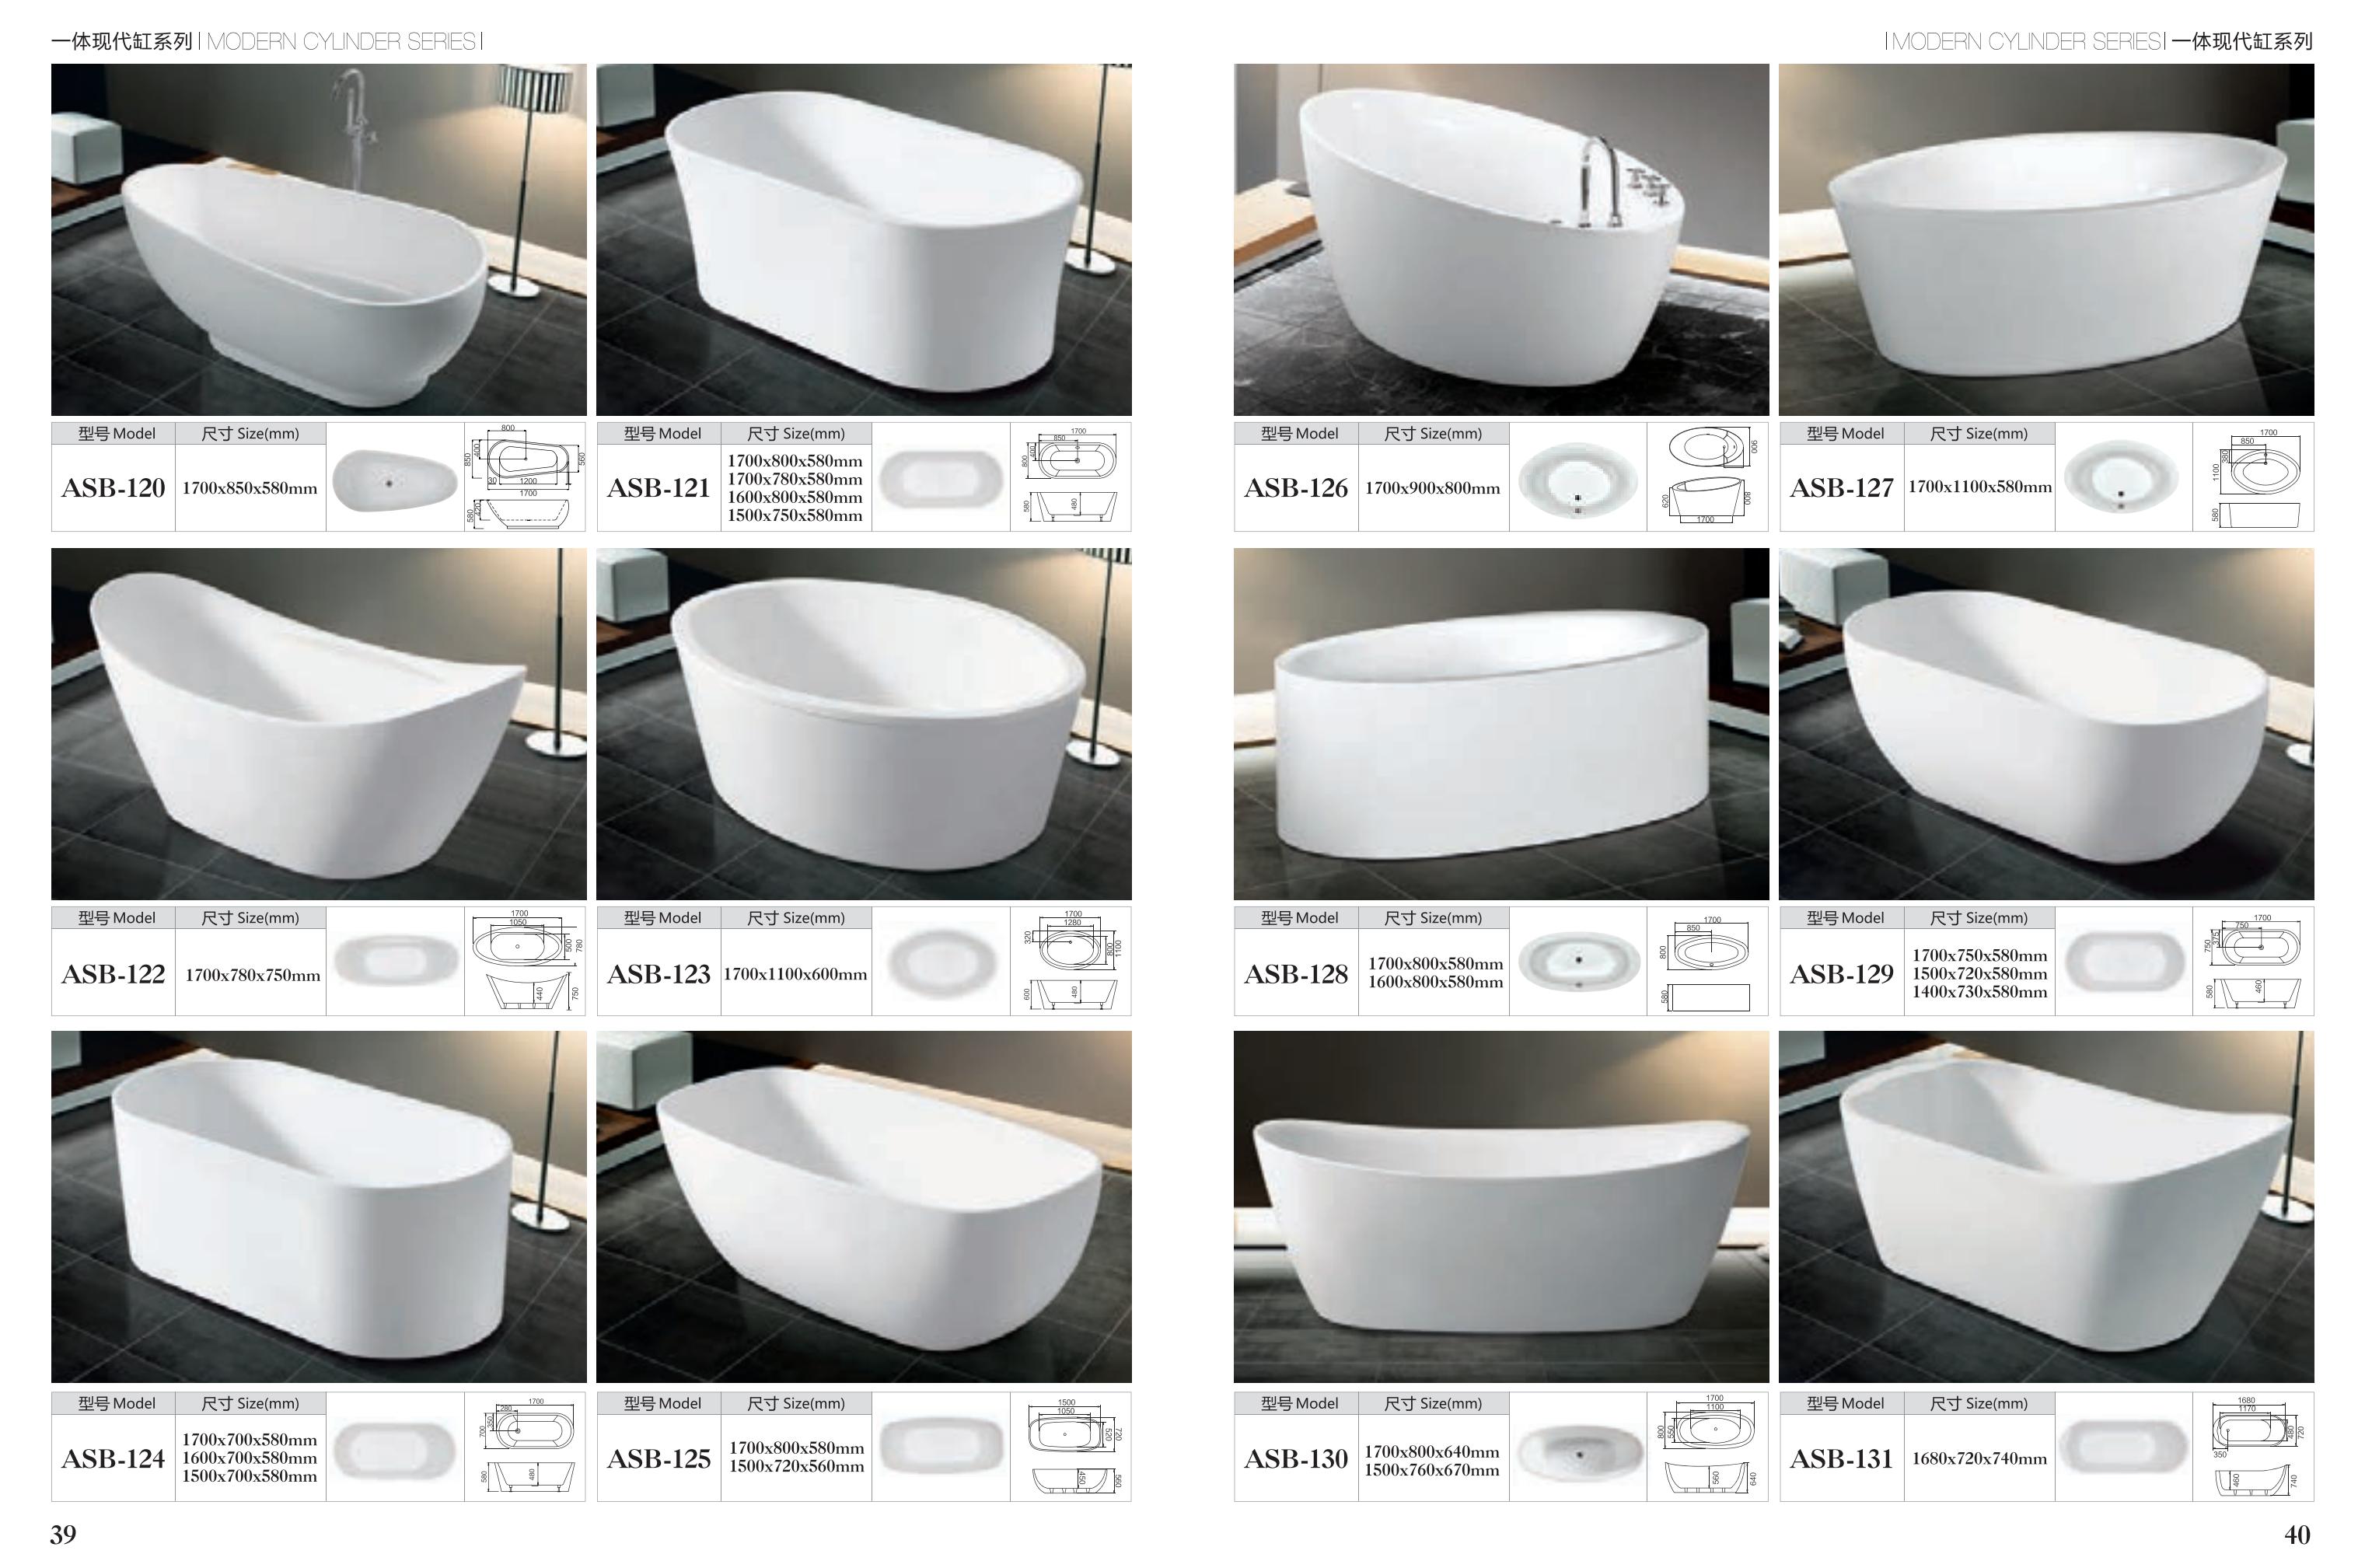 一体现代缸系列 | MODERN CYLINDER SERIES |
| MODERN CYLINDER SERIES | 一体现代缸系列
型号 Model 尺寸 Size(mm)
ASB-120
1700x850x580mm
800
400
850
560
30
1200
1700
580
420
型号 Model 尺寸 Size(mm)
ASB-121
1700x800x580mm
1700x780x580mm
1600x800x580mm
1500x750x580mm
1700
850
800
400
580
480
型号 Model 尺寸 Size(mm)
ASB-126
1700x900x800mm
900
620
800
1700
型号 Model 尺寸 Size(mm)
ASB-127
1700x1100x580mm
1700
850
380
1100
580
型号 Model 尺寸 Size(mm)
ASB-122
1700x780x750mm
1700
1050
500
780
440
750
型号 Model 尺寸 Size(mm)
ASB-123
1700x1100x600mm
1700
1280
320
800
1100
600
480
型号 Model 尺寸 Size(mm)
ASB-128
1700x800x580mm
1600x800x580mm
1700
850
800
580
型号 Model 尺寸 Size(mm)
ASB-129
1700x750x580mm
1500x720x580mm
1400x730x580mm
1700
750
750
375
580
460
型号 Model 尺寸 Size(mm)
ASB-124
1700x700x580mm
1600x700x580mm
1500x700x580mm
1700
280
350
700
580
480
型号 Model 尺寸 Size(mm)
ASB-125
1700x800x580mm
1500x720x560mm
1500
1050
520
720
450
560
型号 Model 尺寸 Size(mm)
ASB-130
1700x800x640mm
1500x760x670mm
1700
1100
800
550
560
640
型号 Model 尺寸 Size(mm)
ASB-131
1680x720x740mm
1680
1170
480
720
350
460
740
39
40